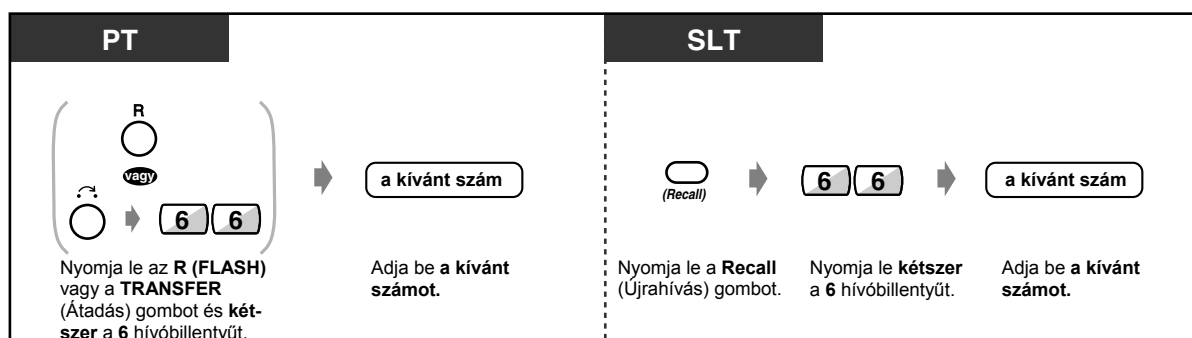 PT
R
vagy
6 6
a kívánt szám
Nyomja le az R (FLASH)
vagy a TRANSFER
(Átadás) gombot és két-
szer a 6 hívóbillentyűt.
Adja be a kívánt
számot.
SLT
(Recall)
6 6
a kívánt szám
Nyomja le a Recall
(Újrahívás) gombot.
Nyomja le kétszer
a 6 hívóbillentyűt.
Adja be a kívánt
számot.